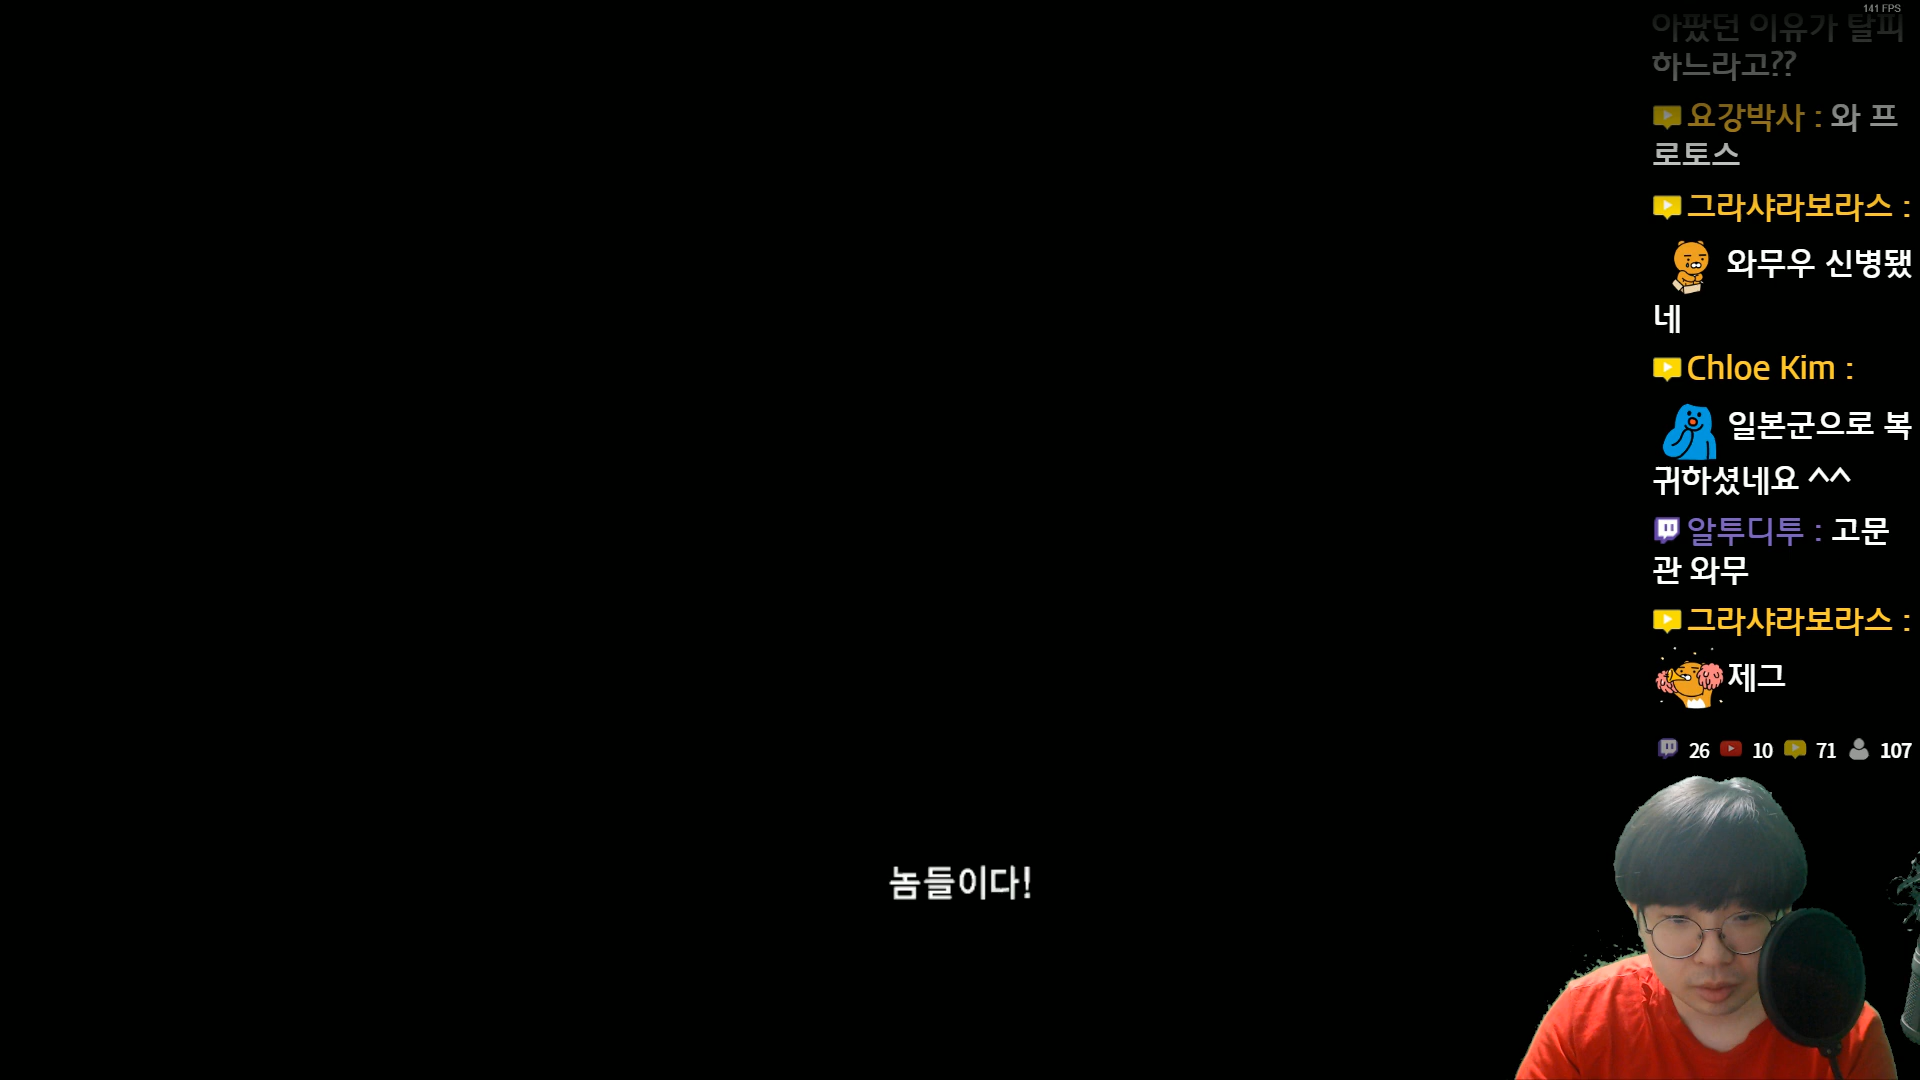 141 FPS
아팠던 이유가 탈피
하느라고??
요강박사 : 와 프
로토스
그라샤라보라스 :
와무우 신병됐
네
Chloe Kim :
일본군으로 복
귀하셨네요 ^^
알투디투 : 고문
관 와무
그라샤라보라스 :
제그
26 10 71 107
놈들이다!